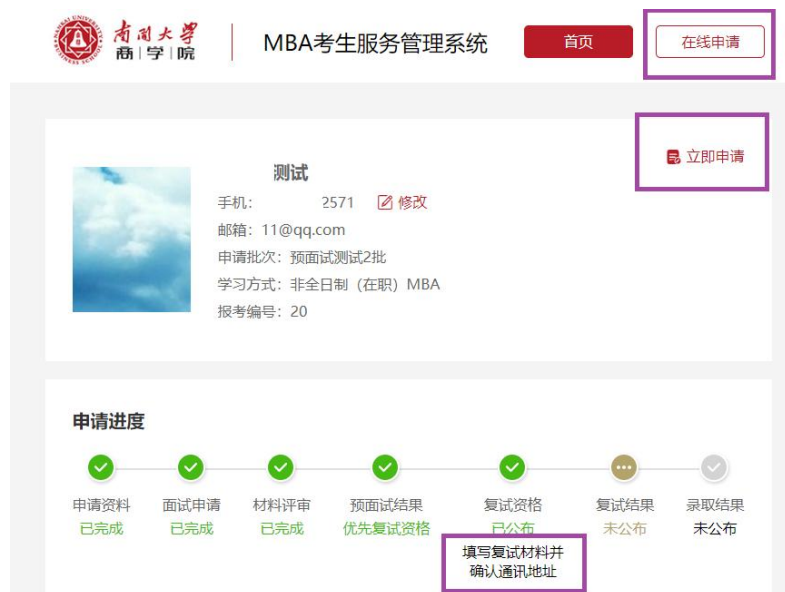 南开大学
商|学|院
MBA考生服务管理系统
首页
在线申请
立即申请
测试
手机： 2571 修改
邮箱：11@qq.com
申请批次：预面试测试2批
学习方式：非全日制（在职）MBA
报考编号：20
申请进度
申请资料 面试申请 材料评审 预面试结果 复试资格 复试结果 录取结果
已完成 已完成 已完成 优先复试资格 已公布 未公布 未公布
填写复试材料并
确认通讯地址